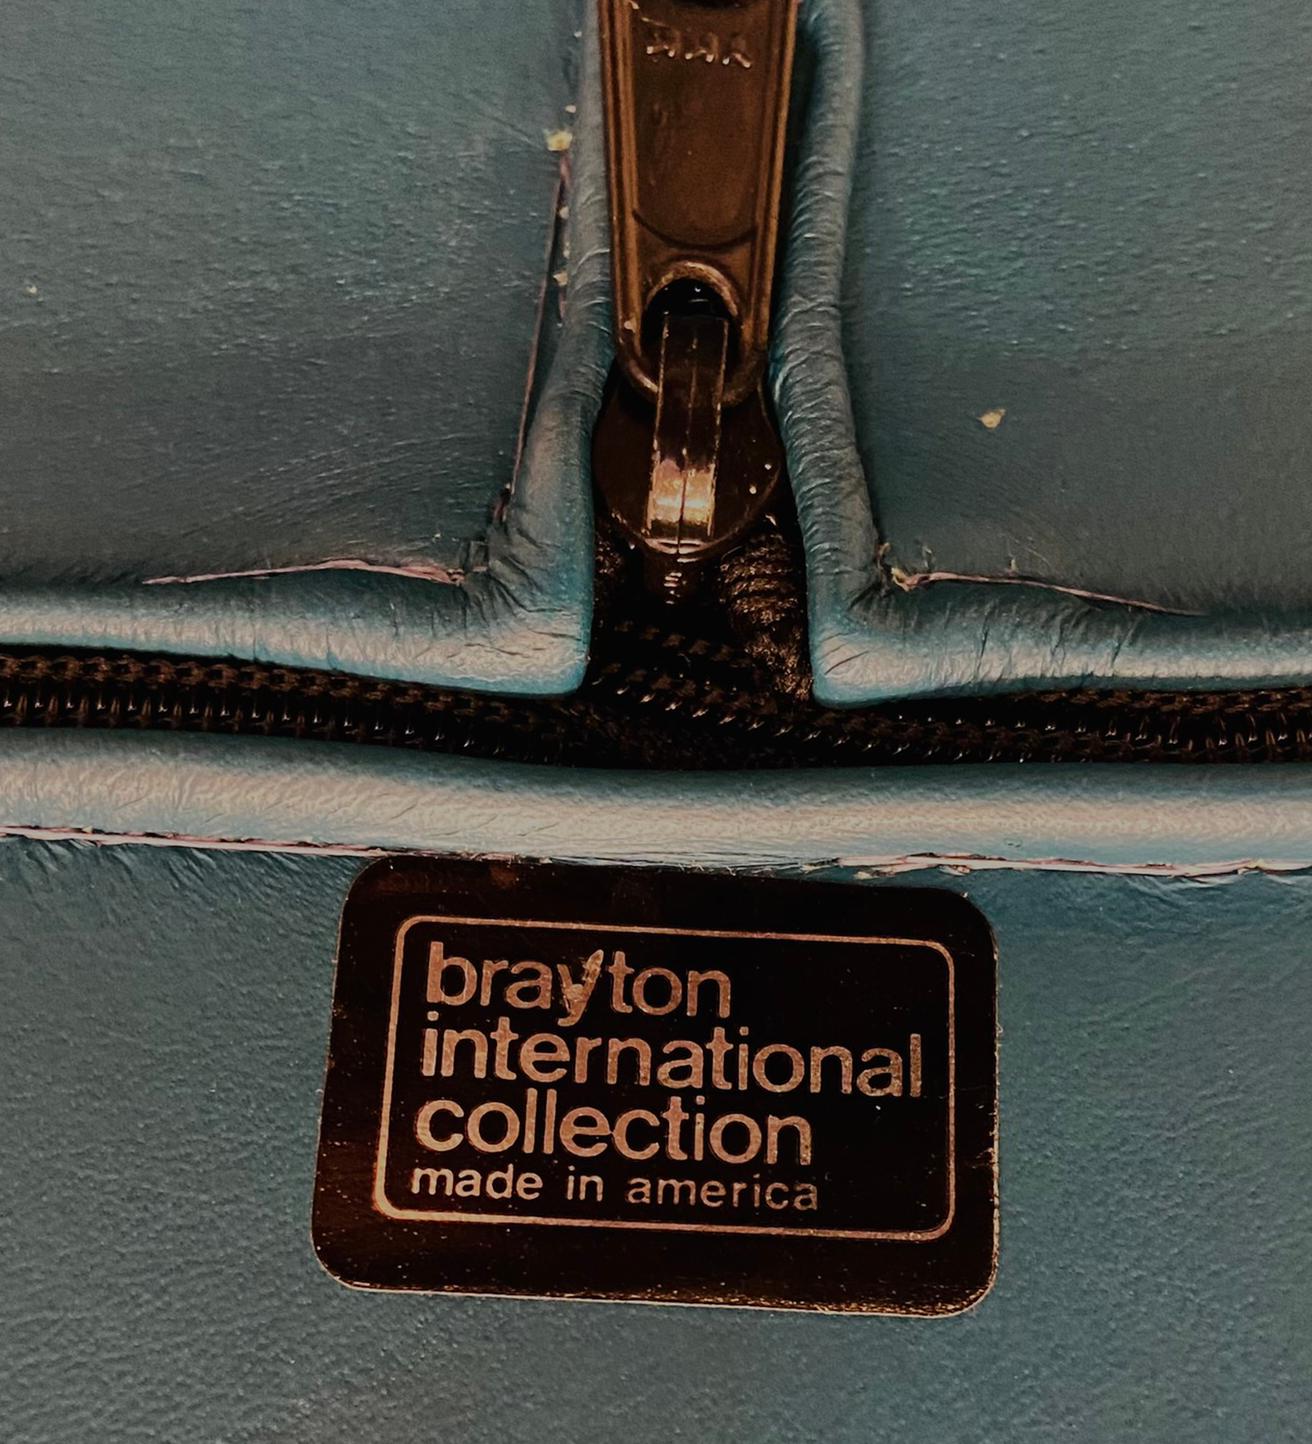 brayton
international
collection
made in america